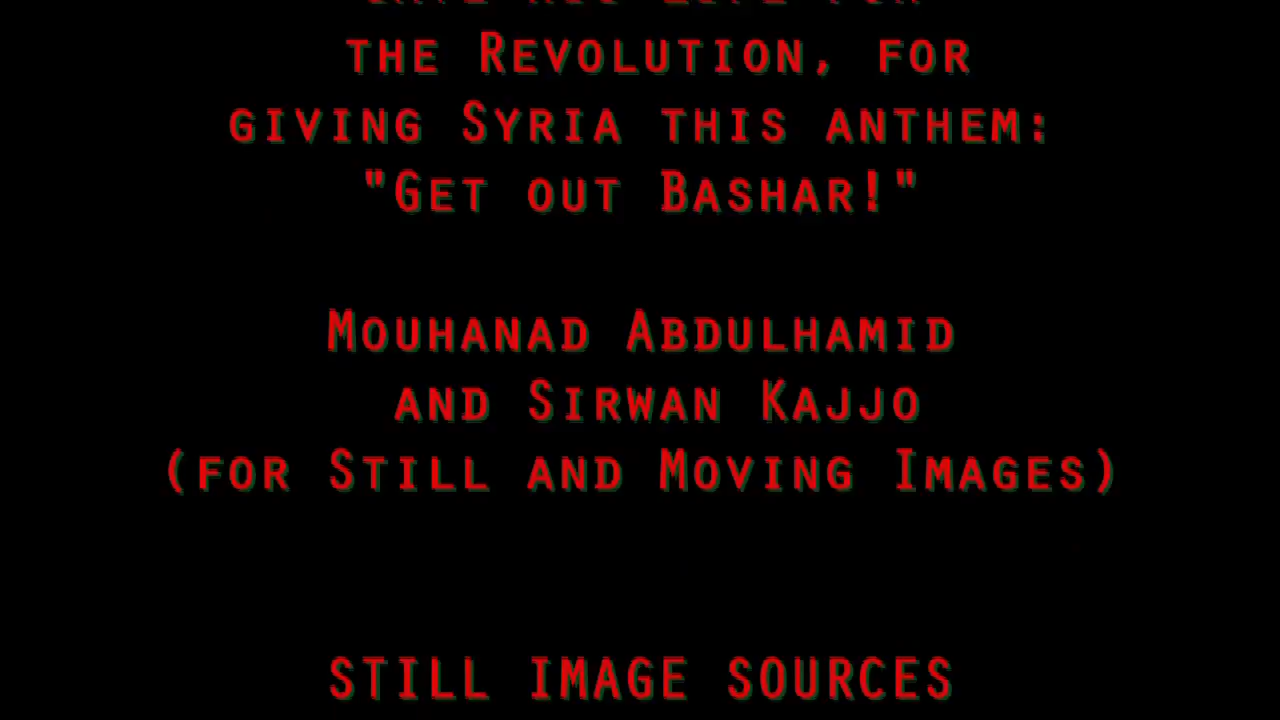 the Revolution, for
giving Syria this anthem:
"Get out Bashar!"
Mouhanad Abdulhamid
and Sirwan Kajjo
(for Still and Moving Images)
STILL IMAGE SOURCES